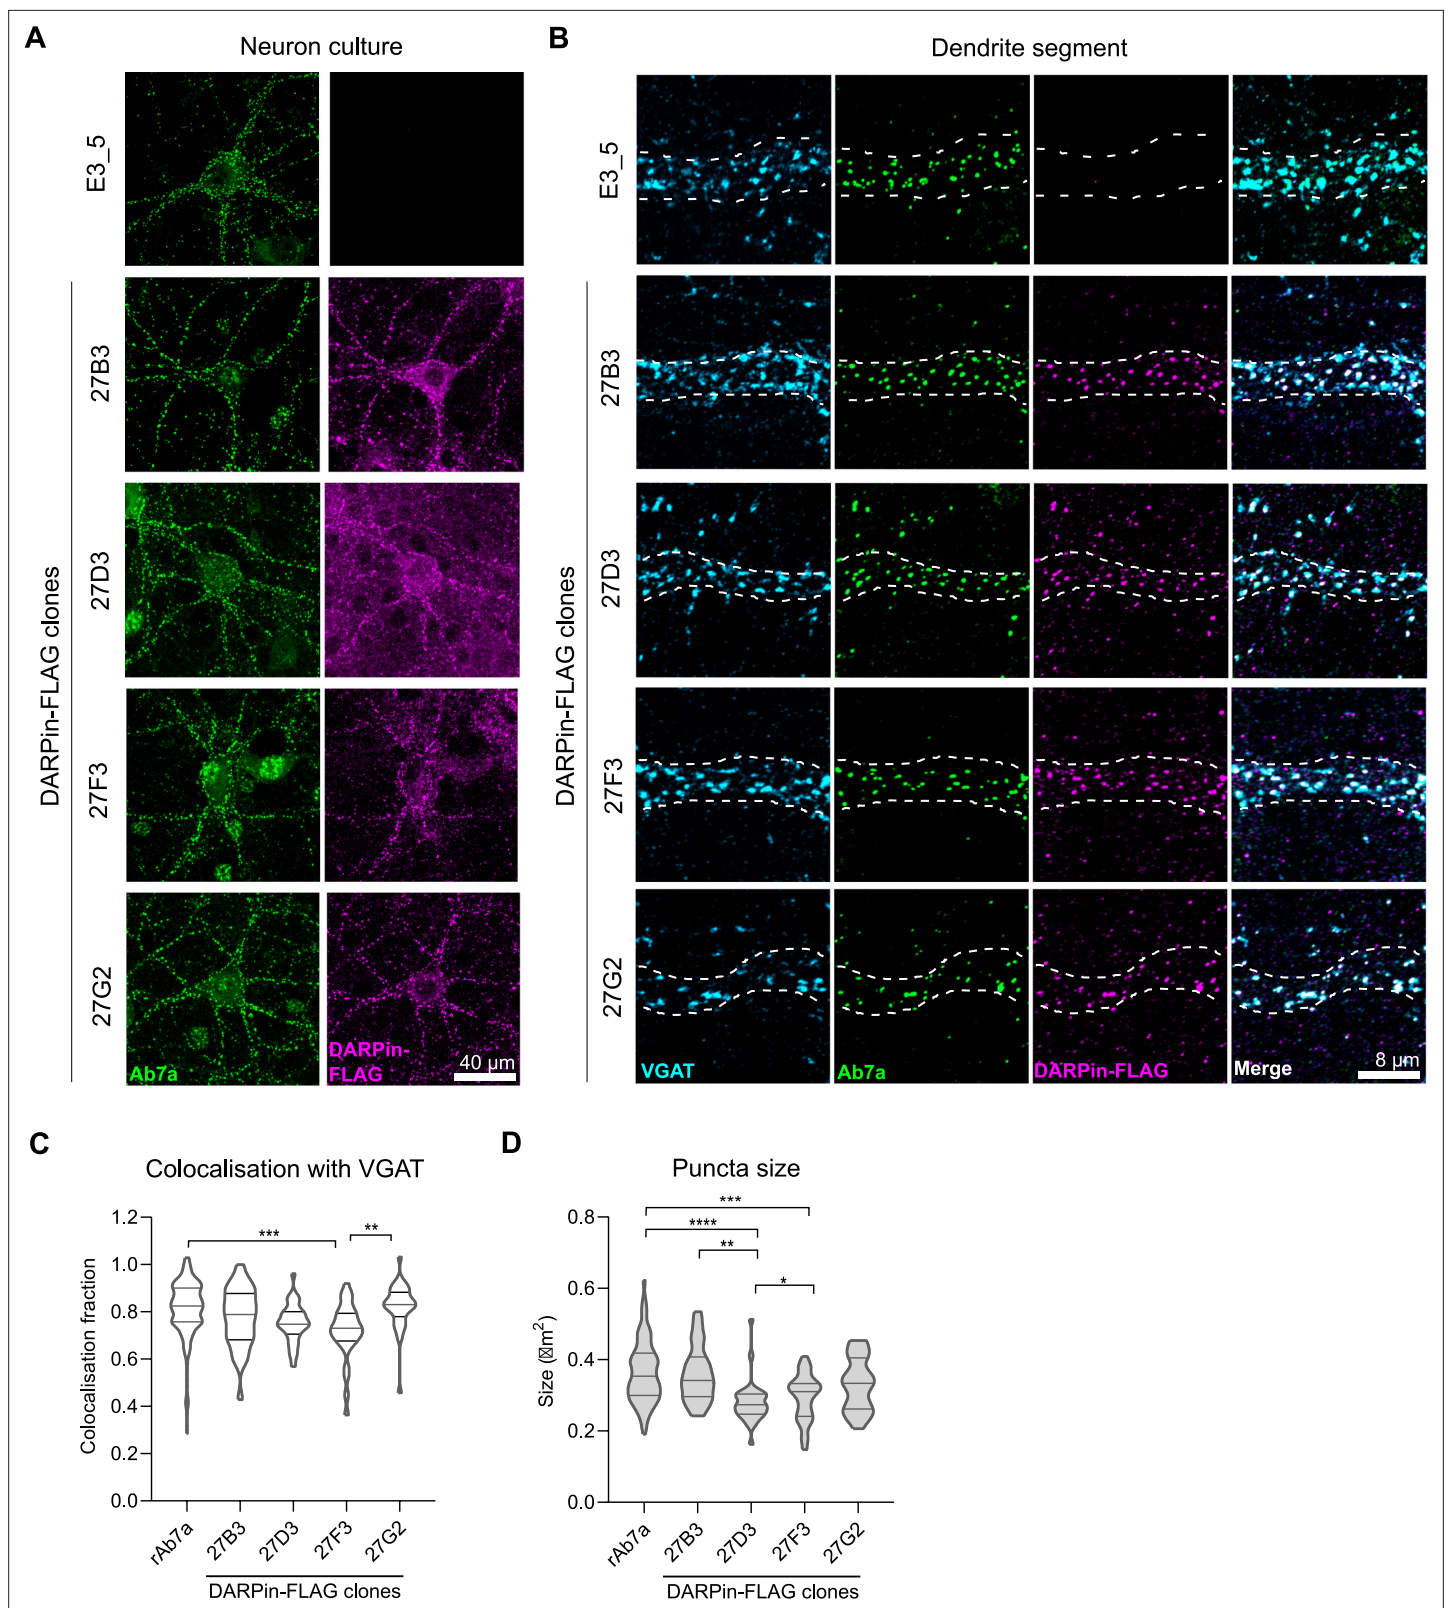 A
Neuron culture
B
Dendrite segment
E3_5
27B3
27D3
27F3
27G2
DARPin-FLAG clones
Ab7a
DARPin-
FLAG
40 µm
E3_5
27B3
27D3
27F3
27G2
DARPin-FLAG clones
VGAT
Ab7a
DARPin-FLAG
Merge
8 µm
C
Colocalisation with VGAT
Colocalisation fraction
1.2
1.0
0.8
0.6
0.4
0.2
0.0
***
**
rAb7a
27B3
27D3
27F3
27G2
DARPin-FLAG clones
D
Puncta size
Size (□m²)
0.8
0.6
0.4
0.2
0.0
***
****
**
*
rAb7a
27B3
27D3
27F3
27G2
DARPin-FLAG clones